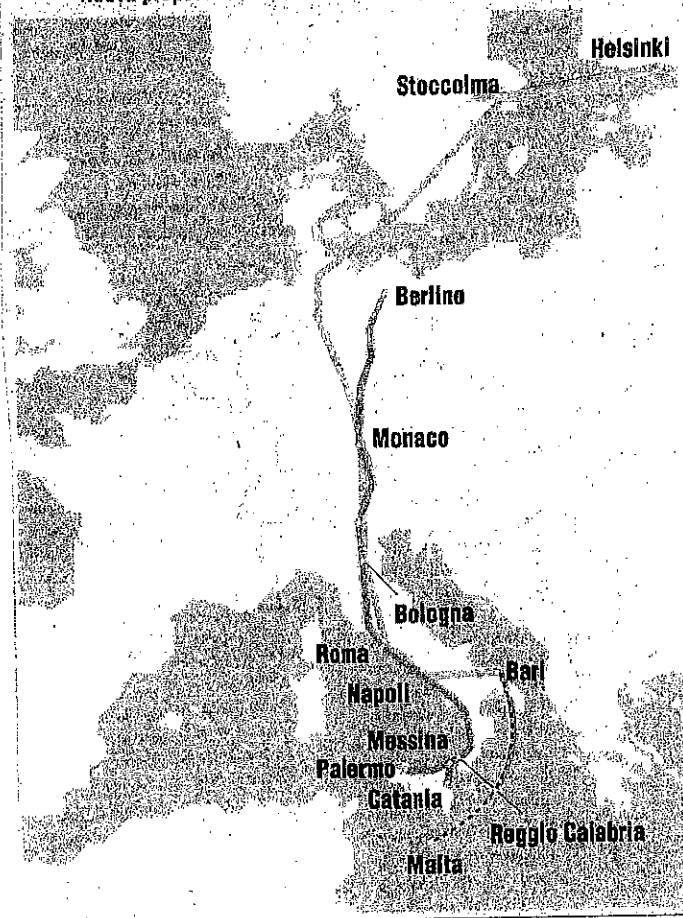 Helsinki
Stoccolma
Berlino
Monaco
Bologna
Roma
Bari
Napoli
Messina
Palermo
Catania
Reggio Calabria
Malta